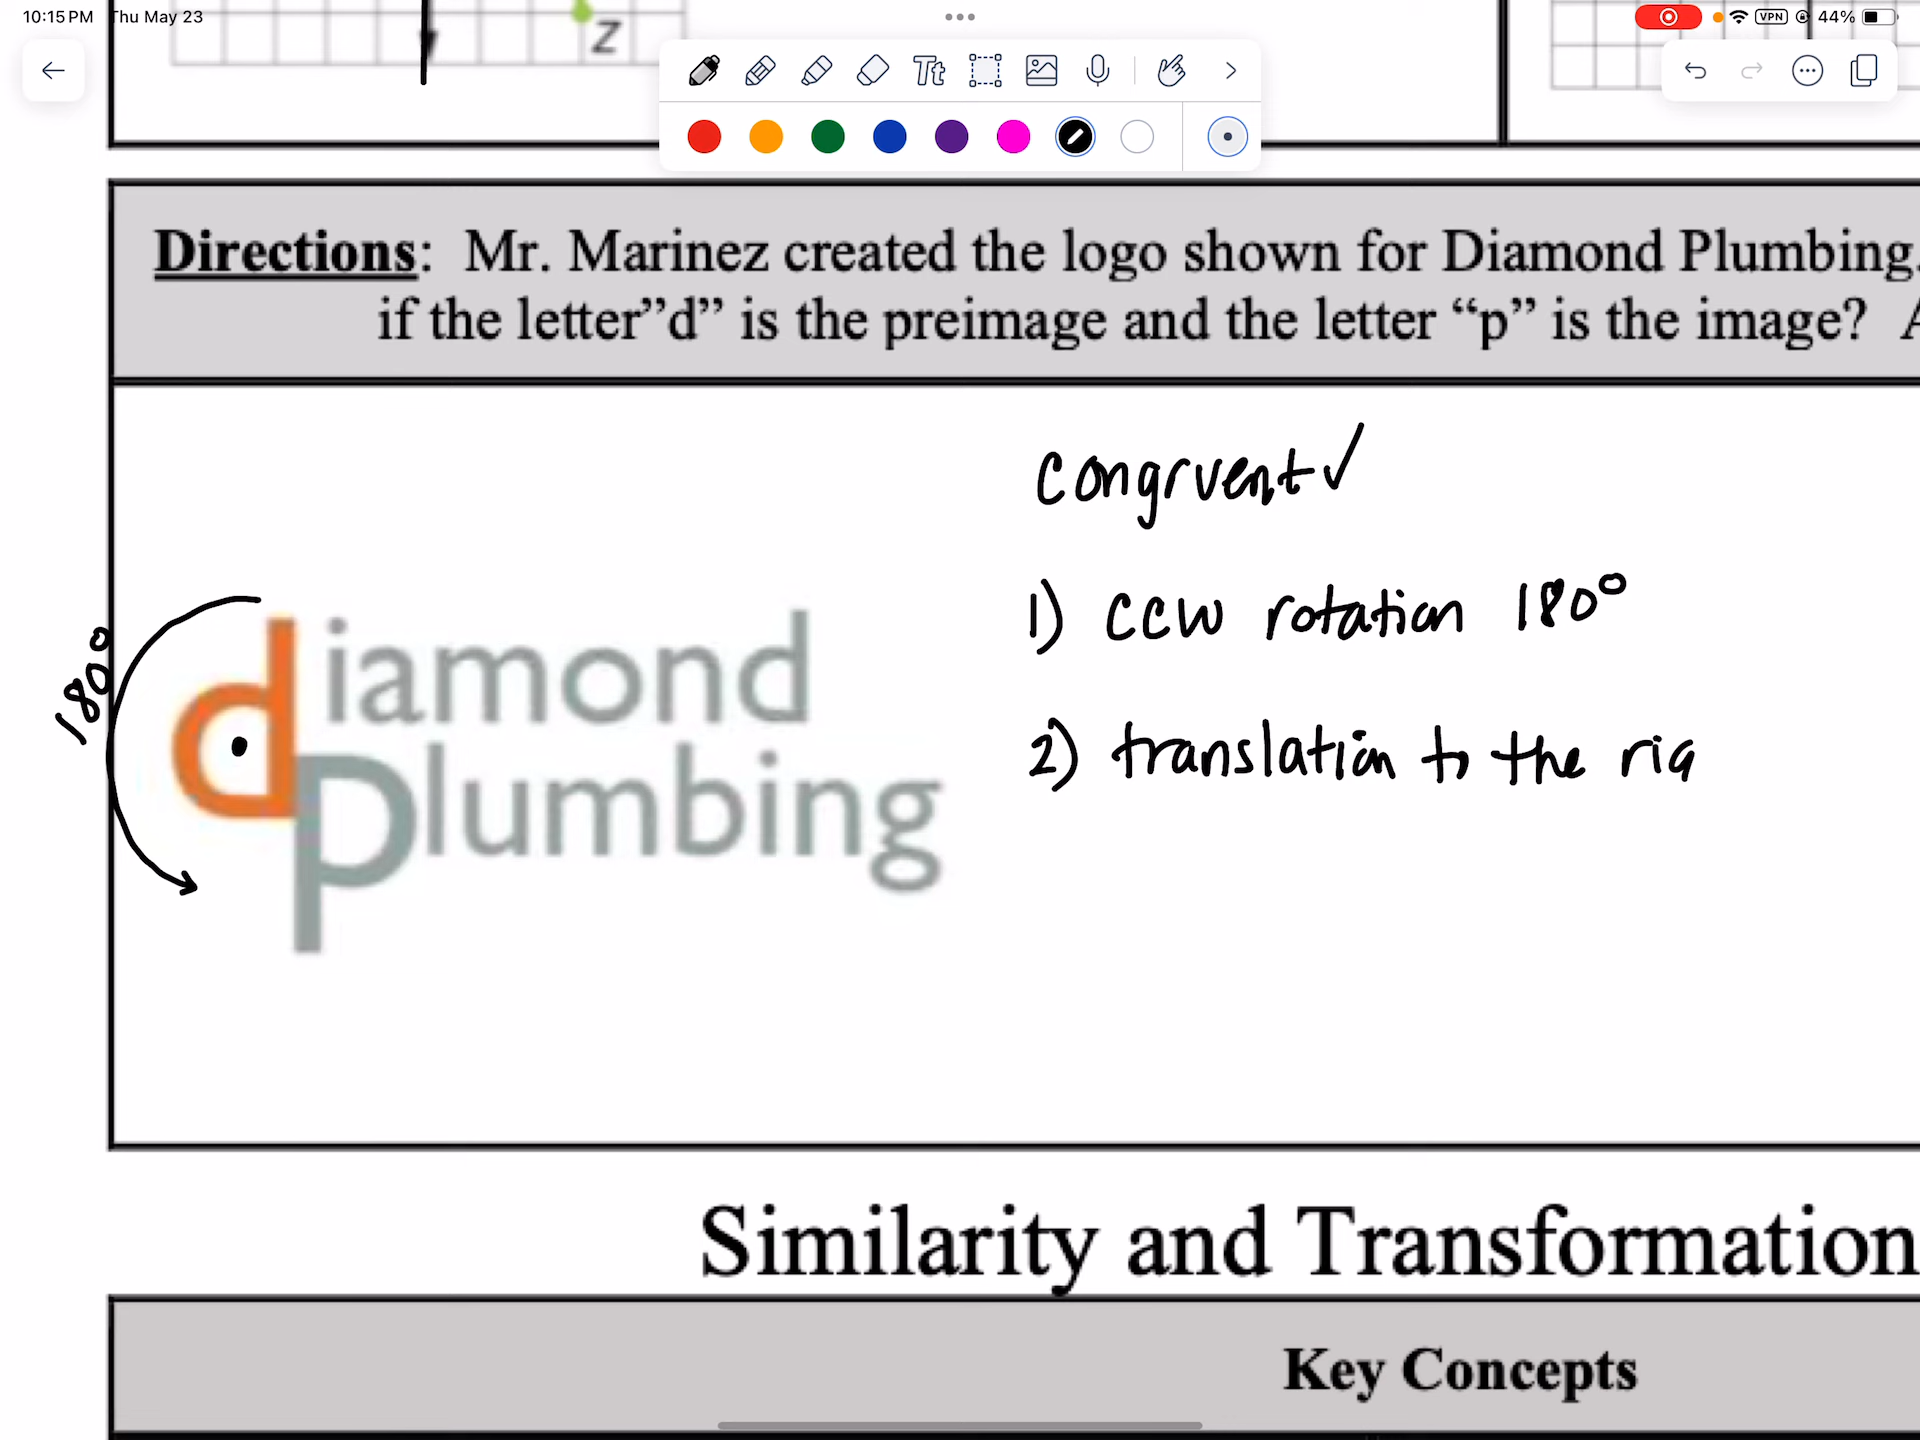 10:15 PM Thu May 23
VPN 44%
Z
Tt
Directions: Mr. Marinez created the logo shown for Diamond Plumbing.
if the letter”d” is the preimage and the letter “p” is the image? A
congruent✓
1) CCW rotation 180°
180°
diamond
plumbing
2) translation to the rig
Similarity and Transformation
Key Concepts